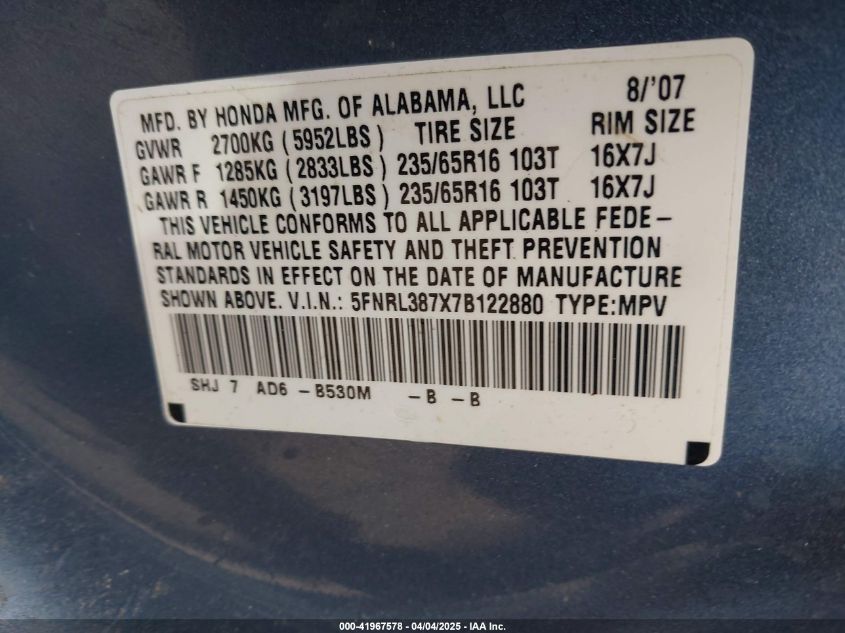 MFD. BY HONDA MFG. OF ALABAMA, LLC 8/'07
GVWR 2700KG (5952LBS) TIRE SIZE RIM SIZE
GAWR F 1285KG (2833LBS) 235/65R16 103T 16X7J
GAWR R 1450KG (3197LBS) 235/65R16 103T 16X7J
THIS VEHICLE CONFORMS TO ALL APPLICABLE FEDE-
RAL MOTOR VEHICLE SAFETY AND THEFT PREVENTION
STANDARDS IN EFFECT ON THE DATE OF MANUFACTURE
SHOWN ABOVE. V.I.N.: 5FNRL387X7B122880 TYPE:MPV
SHJ 7 AD6 -B530M -B -B
000-41967578 - 04/04/2025 - IAA Inc.